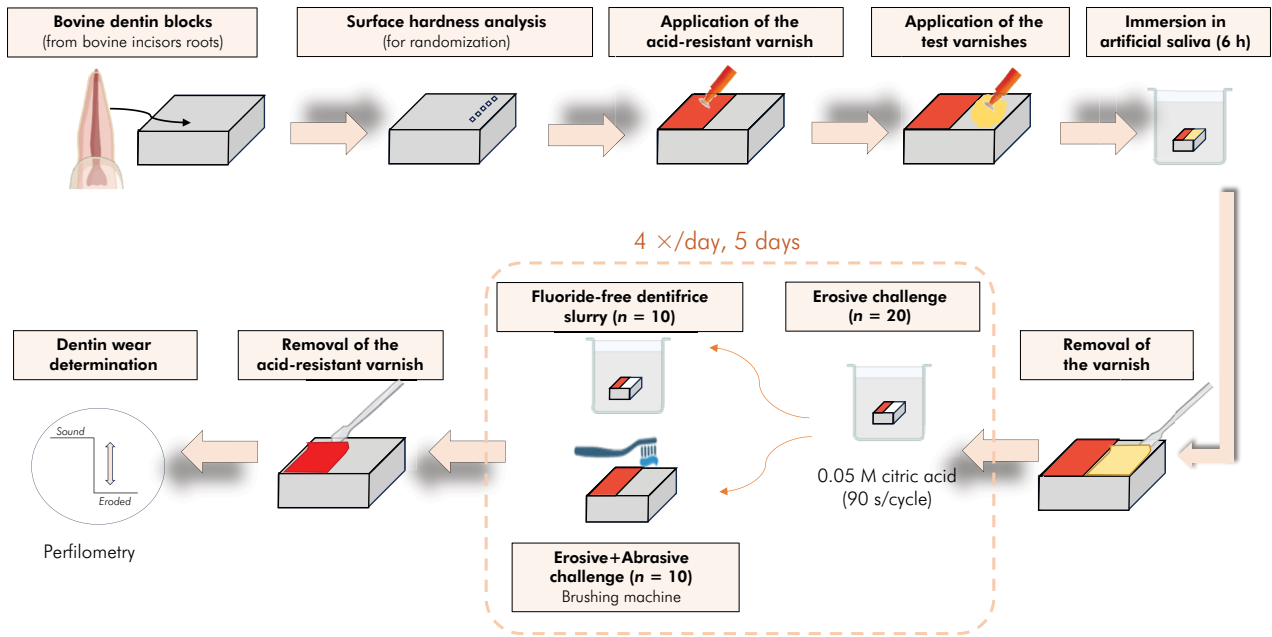 Bovine dentin blocks
(from bovine incisors roots)
Surface hardness analysis
(for randomization)
Application of the
acid-resistant varnish
Application of the
test varnishes
Immersion in
artificial saliva (6 h)
4 ×/day, 5 days
Fluoride-free dentifrice
slurry (n = 10)
Erosive challenge
(n = 20)
Dentin wear
determination
Removal of the
acid-resistant varnish
Removal of
the varnish
Sound
Eroded
0.05 M citric acid
(90 s/cycle)
Perfilometry
Erosive+Abrasive
challenge (n = 10)
Brushing machine